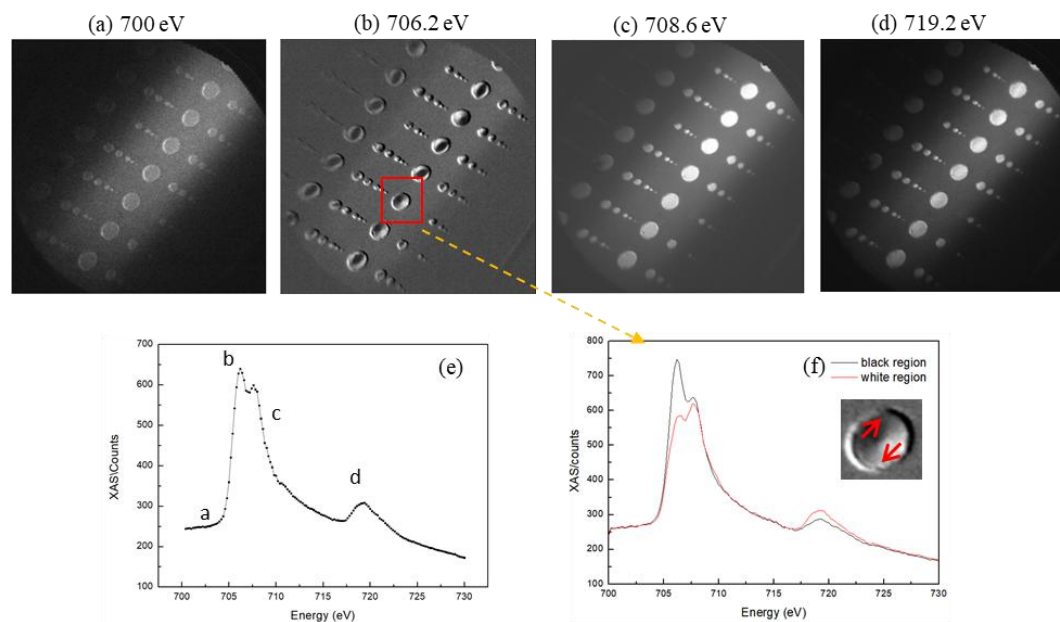 (a) 700 eV
(b) 706.2 eV
(c) 708.6 eV
(d) 719.2 eV
700
600
500
400
300
200
100
XAS\Counts
b
c
a
d
(e)
700 705 710 715 720 725 730
Energy (eV)
800
700
600
500
400
300
200
100
XAS/counts
(f)
black region
white region
700 705 710 715 720 725 730
Energy (eV)